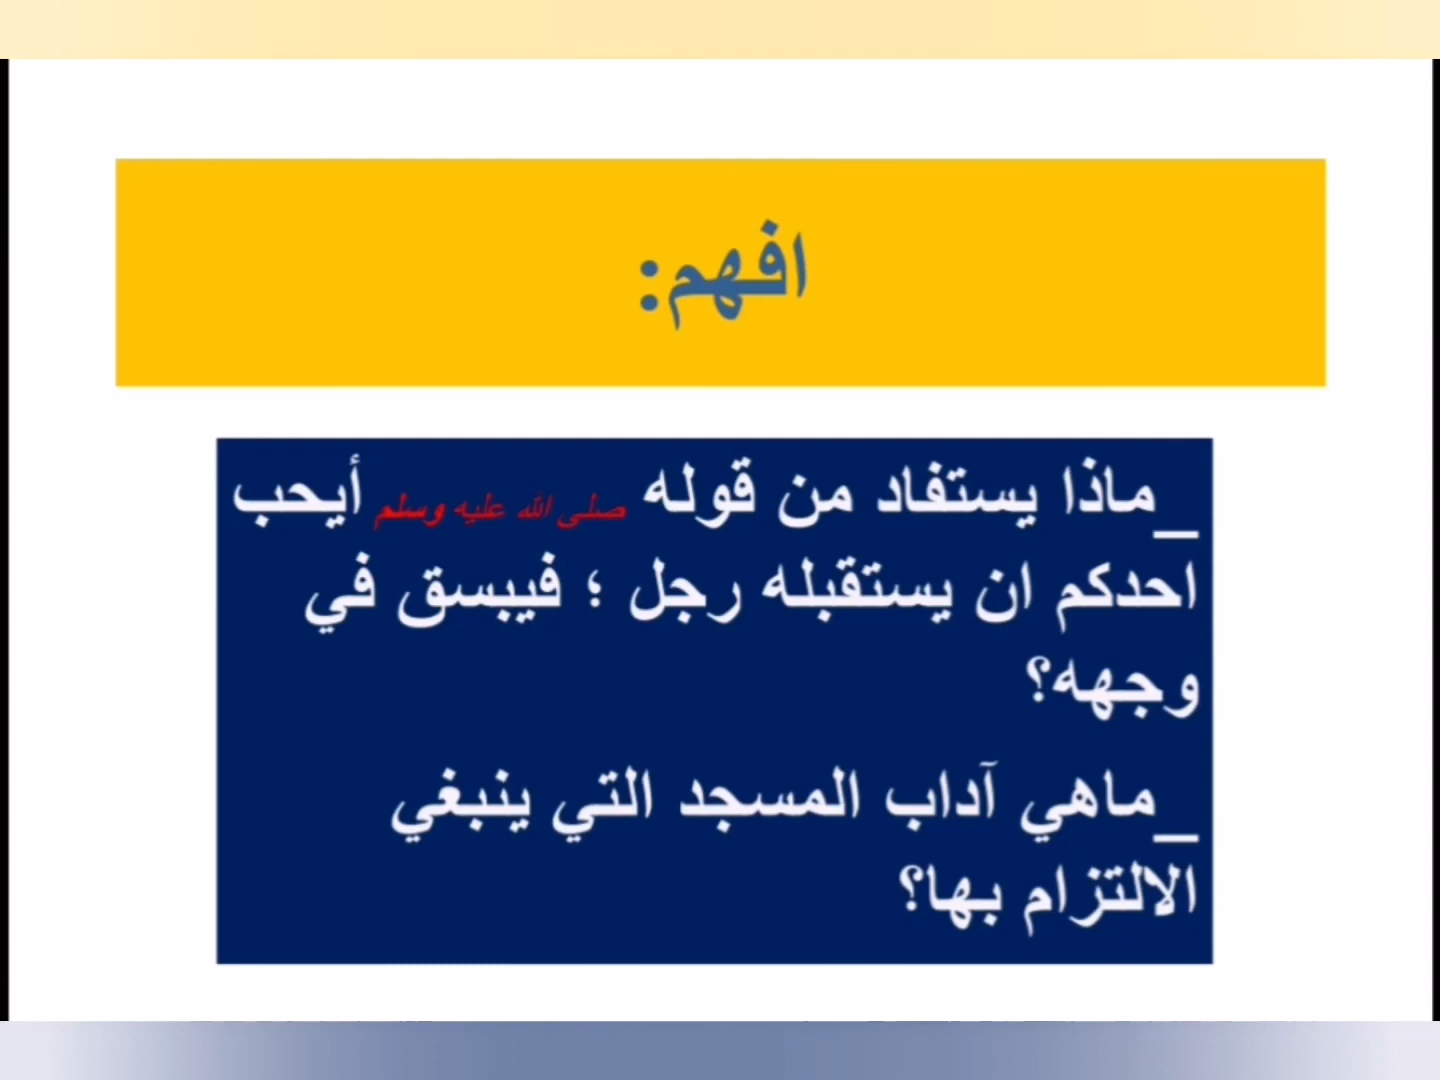 افهم:
_ماذا يستفاد من قوله صلى الله عليه وسلم أيحب
احدكم ان يستقبله رجل ؛ فيبسق في
وجهه؟
_ماهي آداب المسجد التي ينبغي
الالتزام بها؟